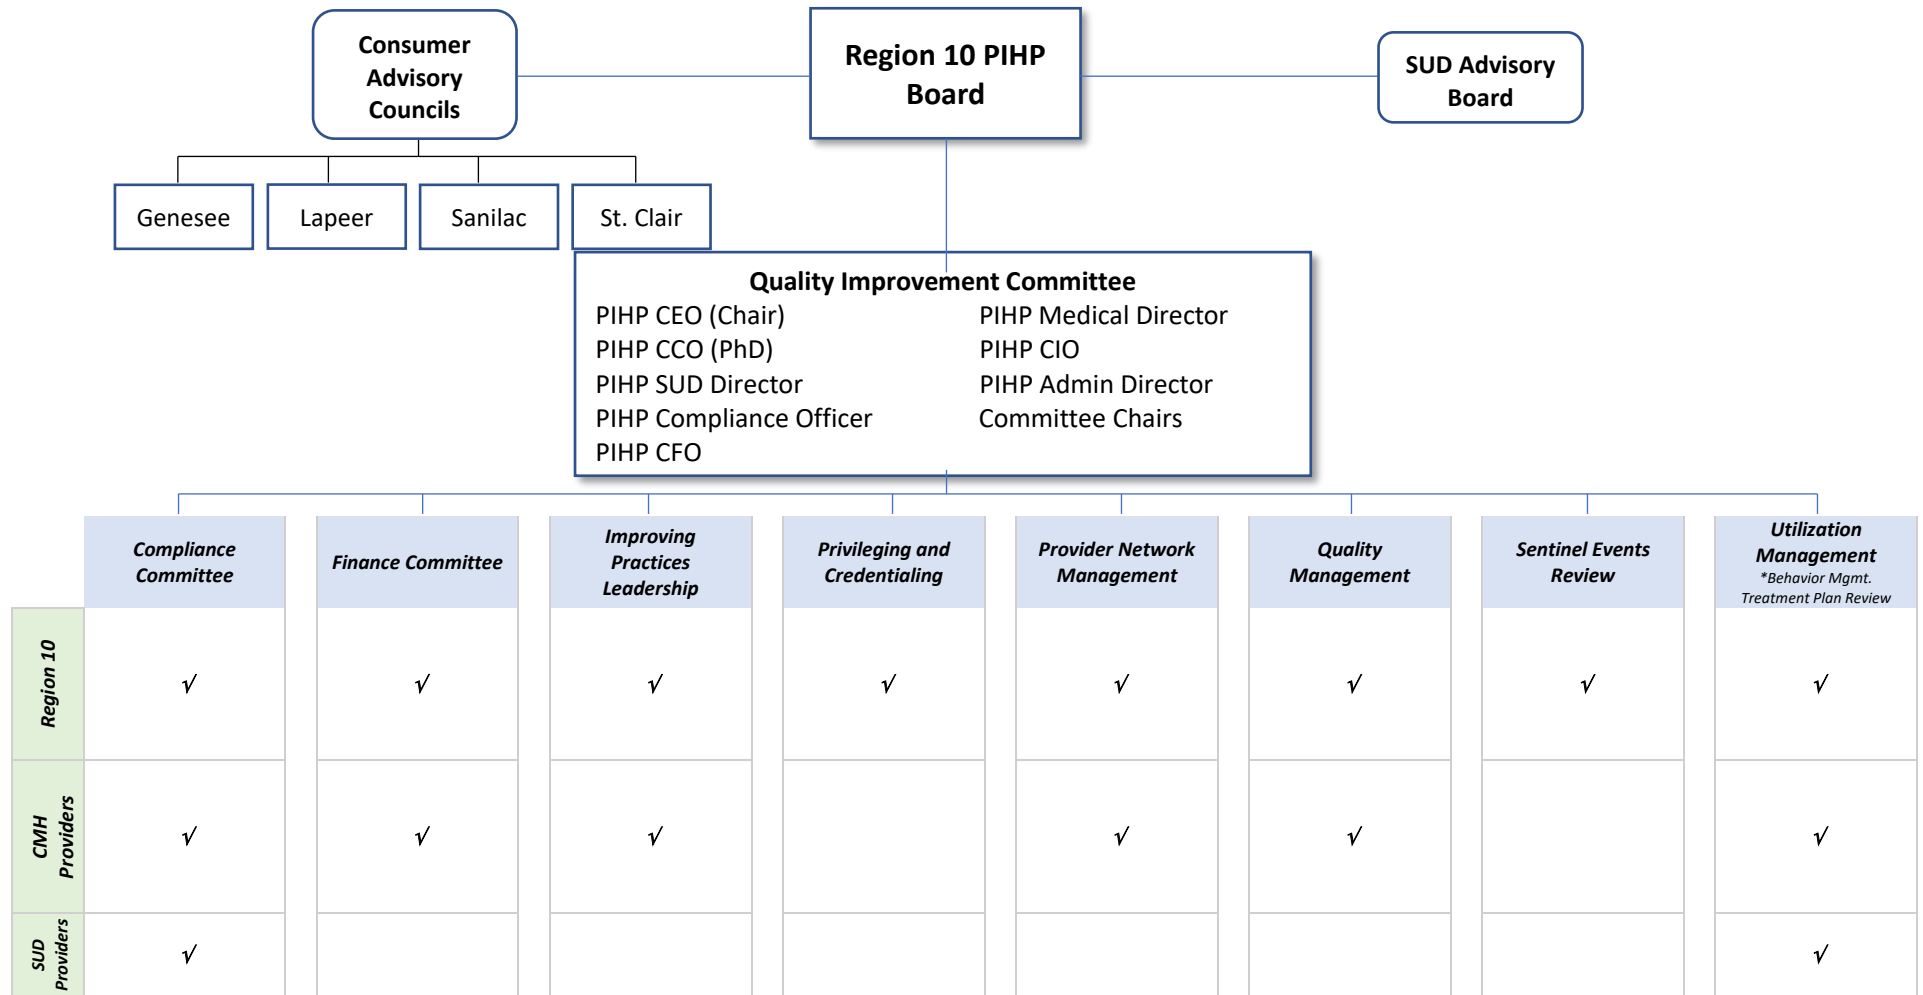 Consumer
Advisory
Councils
Region 10 PIHP
Board
SUD Advisory
Board
Genesee
Lapeer
Sanilac
St. Clair
Quality Improvement Committee
PIHP CEO (Chair)
PIHP Medical Director
PIHP CCO (PhD)
PIHP CIO
PIHP SUD Director
PIHP Admin Director
PIHP Compliance Officer
Committee Chairs
PIHP CFO
Compliance
Committee
Finance Committee
Improving
Practices
Leadership
Privileging and
Credentialing
Provider Network
Management
Quality
Management
Sentinel Events
Review
Utilization
Management
*Behavior Mgmt.
Treatment Plan Review
Region 10
√ √ √ √ √ √ √ √
CMH
Providers
√ √ √ √ √ √
SUD
Providers
√ √